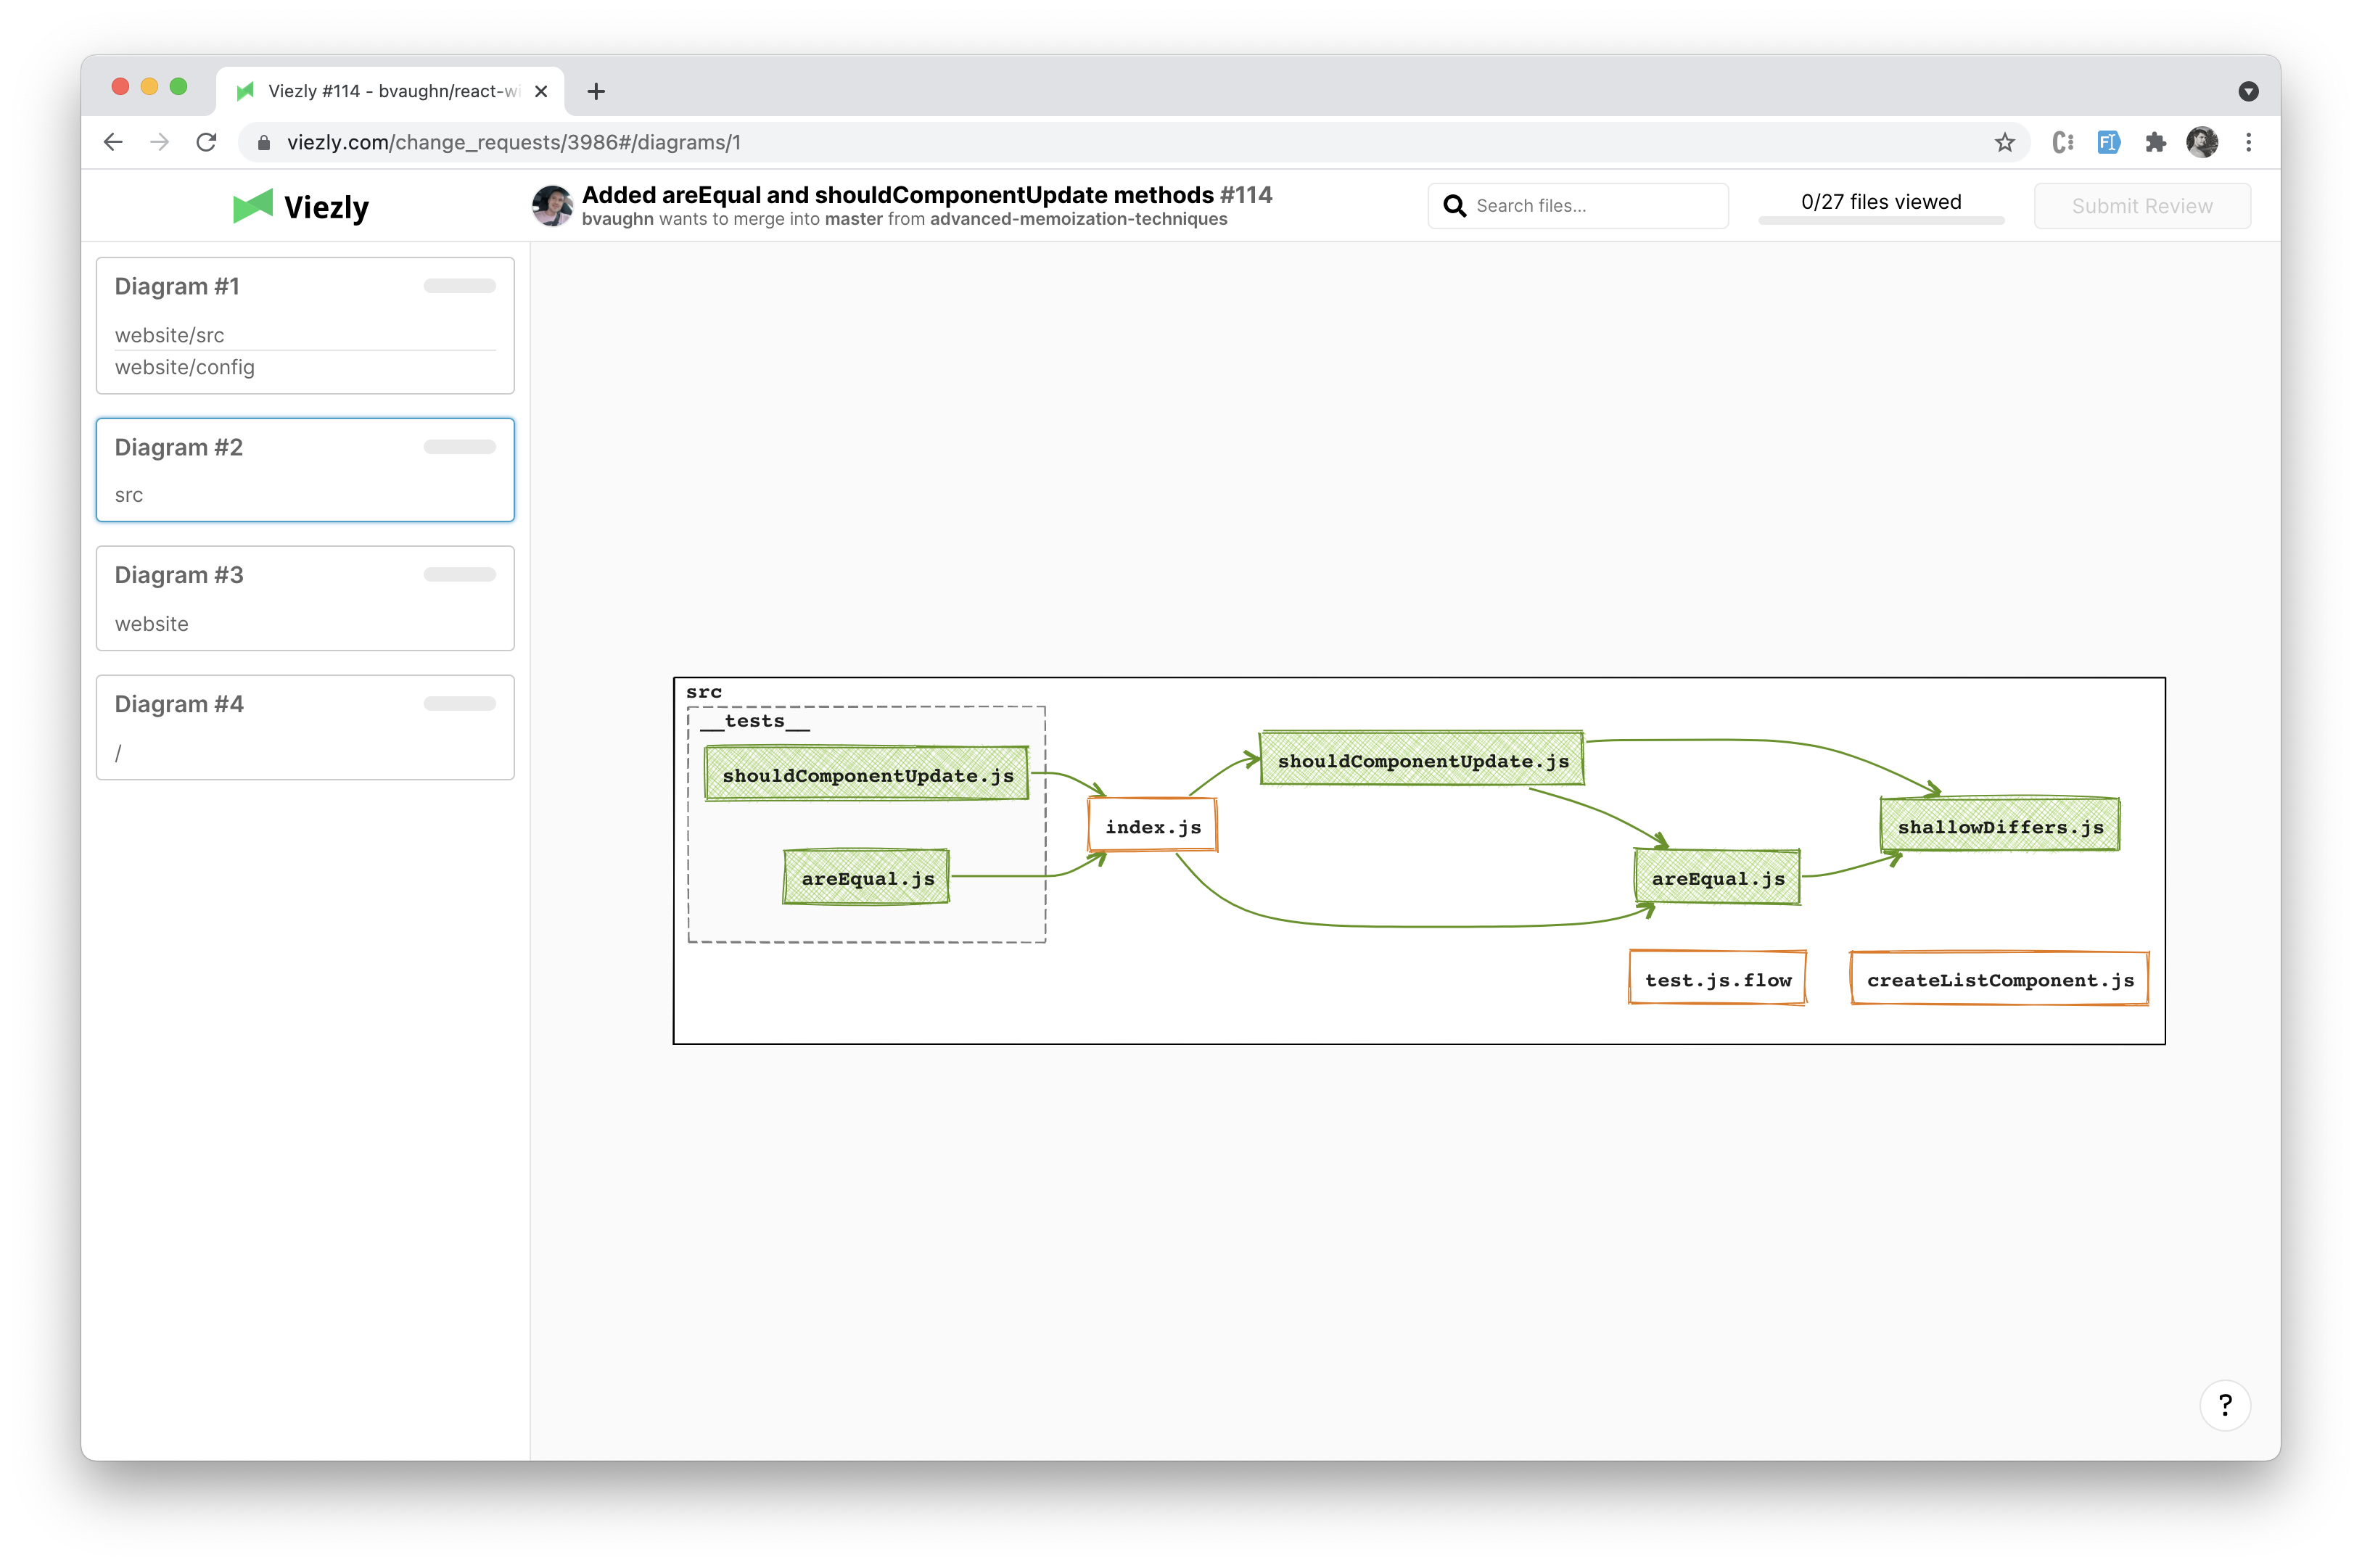 Viezly #114 - bvaughn/react-wi
viezly.com/change_requests/3986#/diagrams/1
Viezly
Added areEqual and shouldComponentUpdate methods #114
bvaughn wants to merge into master from advanced-memoization-techniques
Search files...
0/27 files viewed
Submit Review
Diagram #1
website/src
website/config
Diagram #2
src
Diagram #3
website
Diagram #4
/
src
__tests__
shouldComponentUpdate.js
areEqual.js
index.js
shouldComponentUpdate.js
areEqual.js
shallowDiffers.js
test.js.flow
createListComponent.js
?